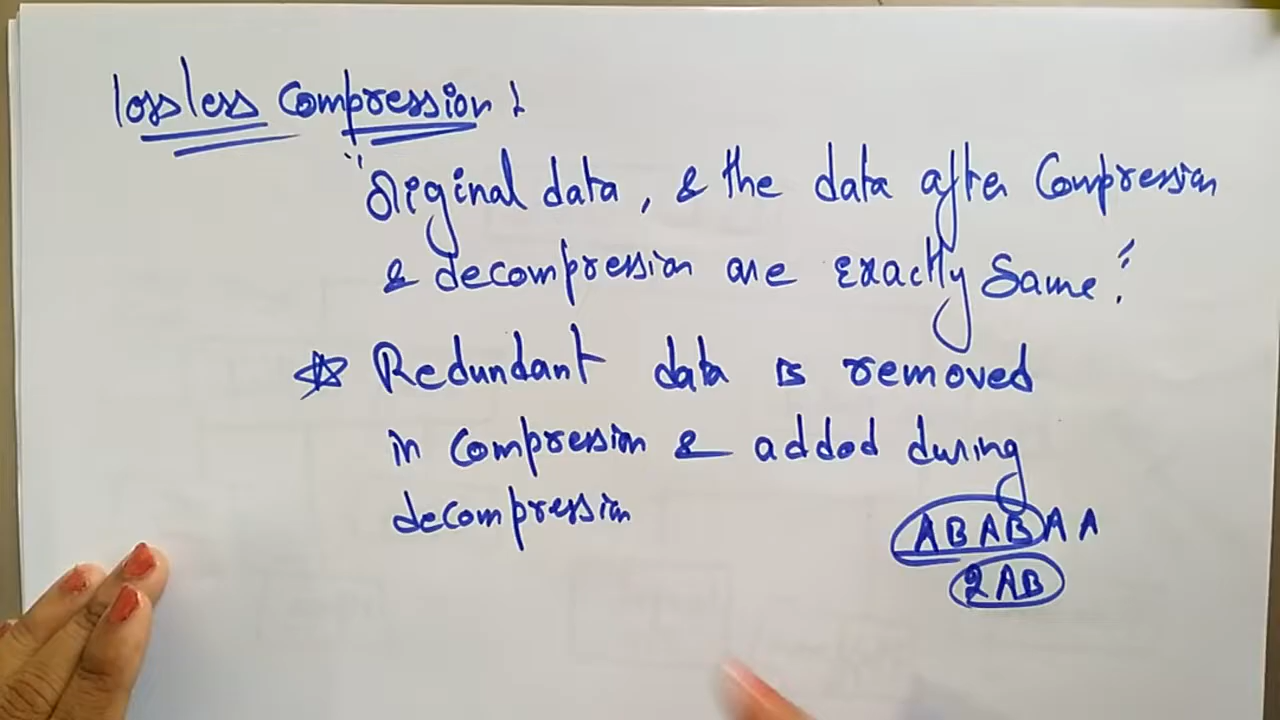 lossless Compression :
"Original data, & the data after Compression
& decompression are Exactly Same."
☆ Redundant data is removed
in compression & added during
decompression
ABABAA
2AB